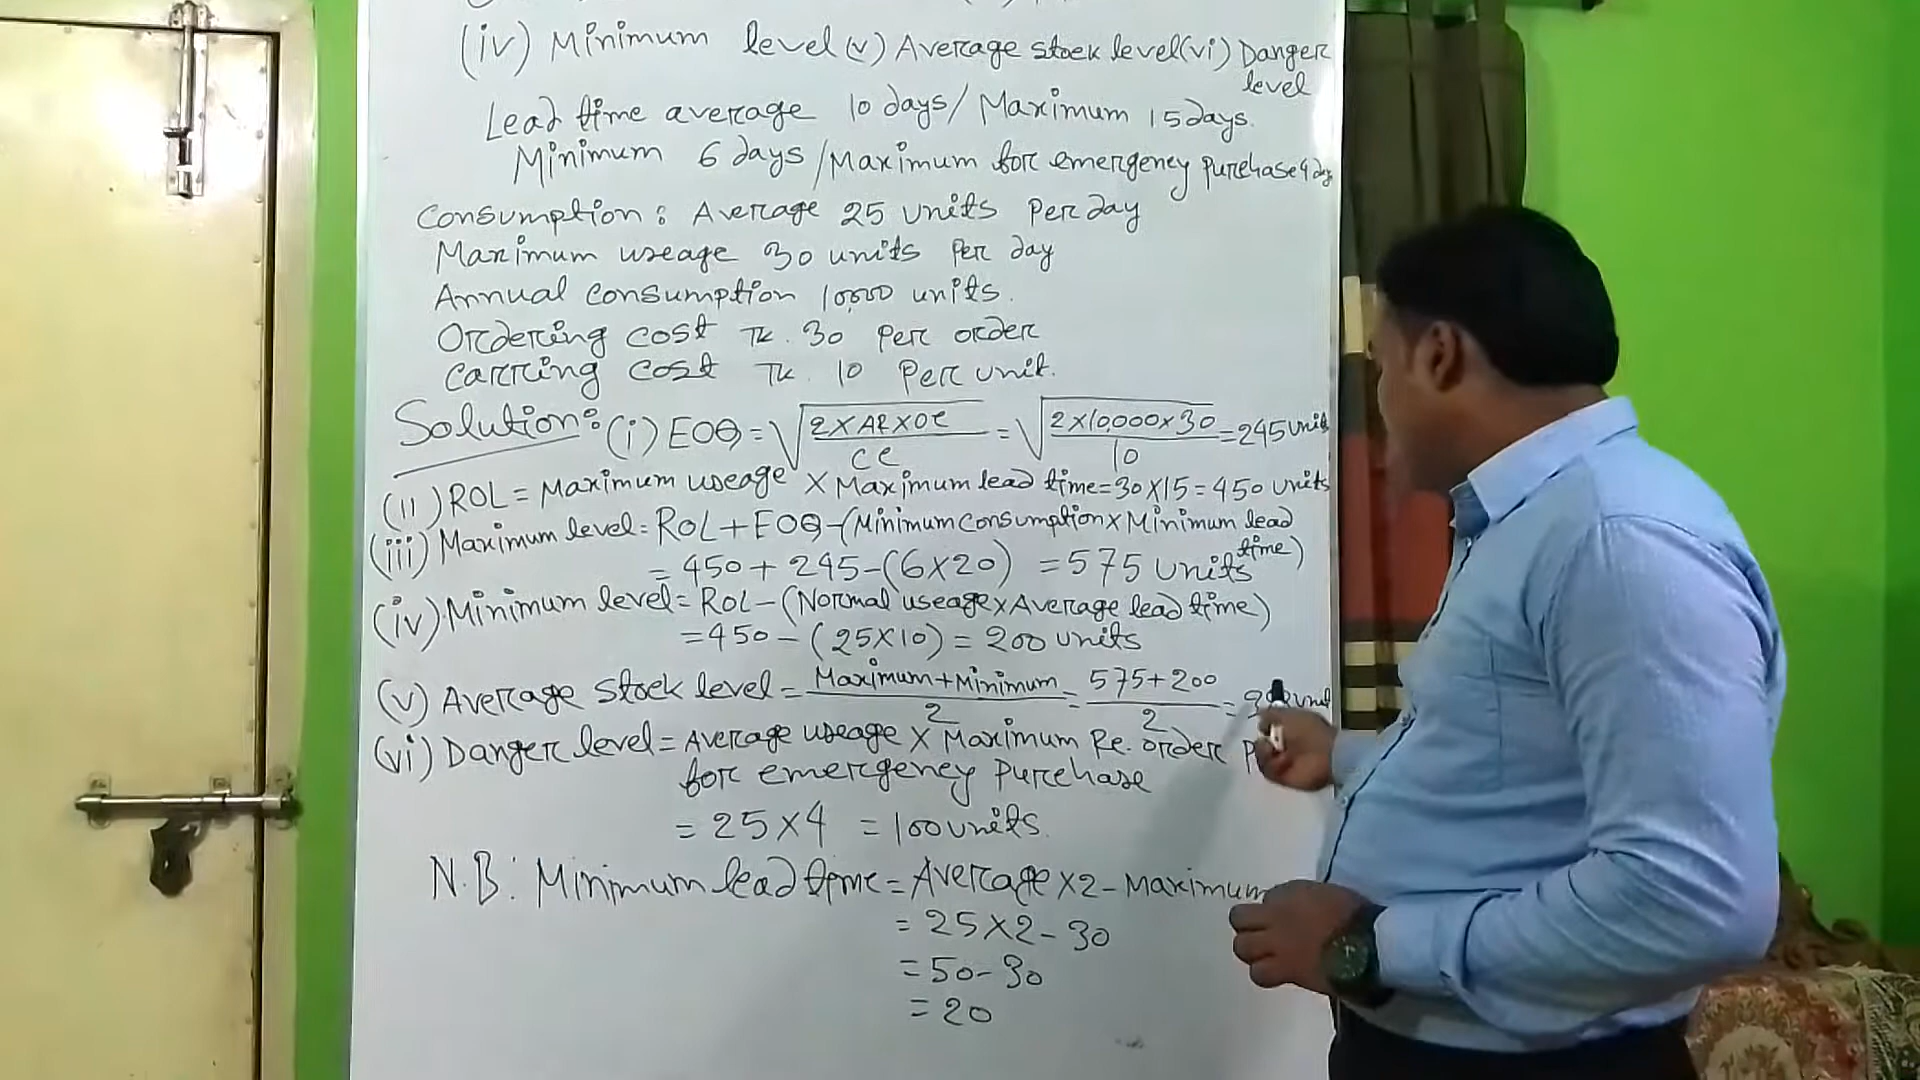 (iv) Minimum level (v) Average stock level (vi) Danger level
Lead time average 10 days / Maximum 15 days.
Minimum 6 days / Maximum for emergency purchase 4 days
Consumption: Average 25 units Per day
Maximum useage 30 units Per day
Annual consumption 10,000 units.
Ordering cost TK. 30 Per order
Carring cost TK. 10 Per unit.
Solution: (i) EOQ = √(2×AR×OC / CC) = √(2×10,000×30 / 10) = 245 units
(ii) ROL = Maximum useage × Maximum lead time = 30×15 = 450 units
(iii) Maximum level = ROL + EOQ - (Minimum consumption × Minimum lead time)
= 450 + 245 - (6×20) = 575 units
(iv) Minimum level = ROL - (Normal useage × Average lead time)
= 450 - (25×10) = 200 units
(v) Average stock level = Maximum + Minimum / 2 = 575+200 / 2 =
(vi) Danger level = Average useage × Maximum Re. order
for emergency purchase
= 25 × 4 = 100 units.
N.B: Minimum lead time = Average ×2 - Maximum
= 25×2 - 30
= 50 - 30
= 20